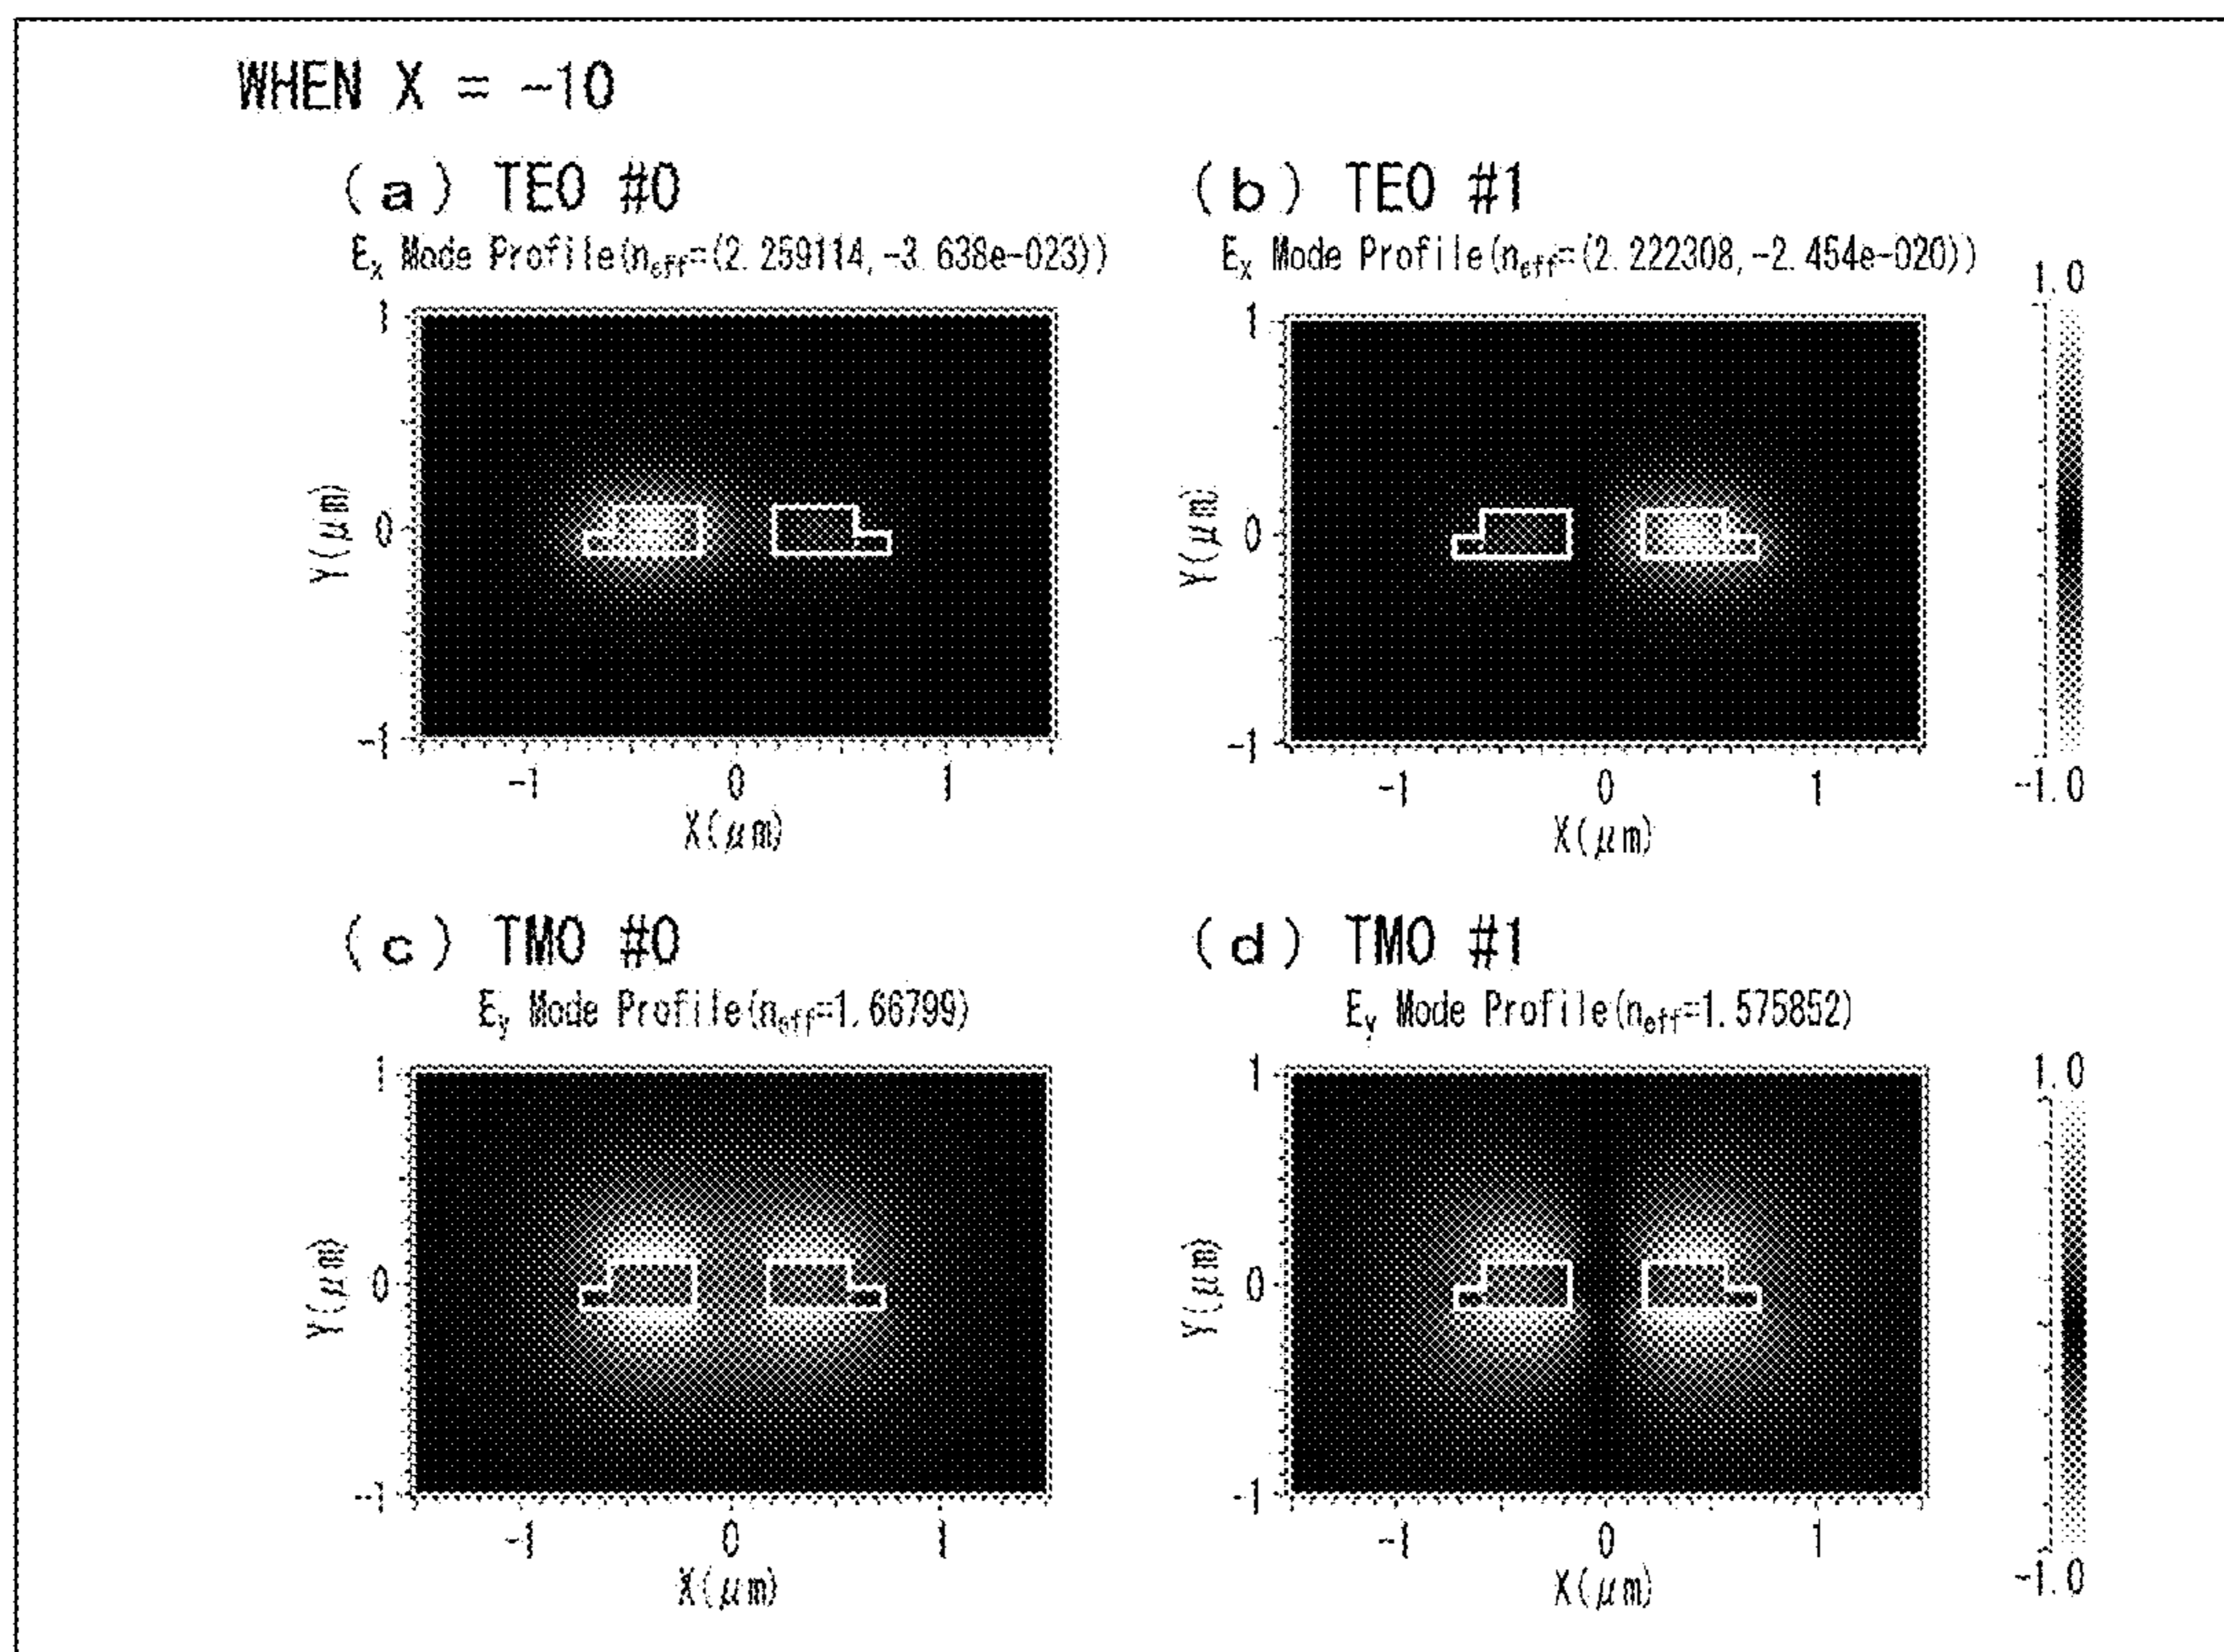 WHEN X = -10
(a) TE0 #0
(b) TE0 #1
Ex Mode Profile(neff=(2.259114,-3.638e-023))
Ex Mode Profile(neff=(2.222308,-2.454e-020))
1.0
1
0
-1
Y(μm)
-1 0 1
X(μm)
1
0
-1
Y(μm)
-1 0 1
X(μm)
-1.0
(c) TM0 #0
(d) TM0 #1
Ey Mode Profile(neff=1.66799)
Ey Mode Profile(neff=1.575852)
1.0
1
0
-1
Y(μm)
-1 0 1
X(μm)
1
0
-1
Y(μm)
-1 0 1
X(μm)
-1.0